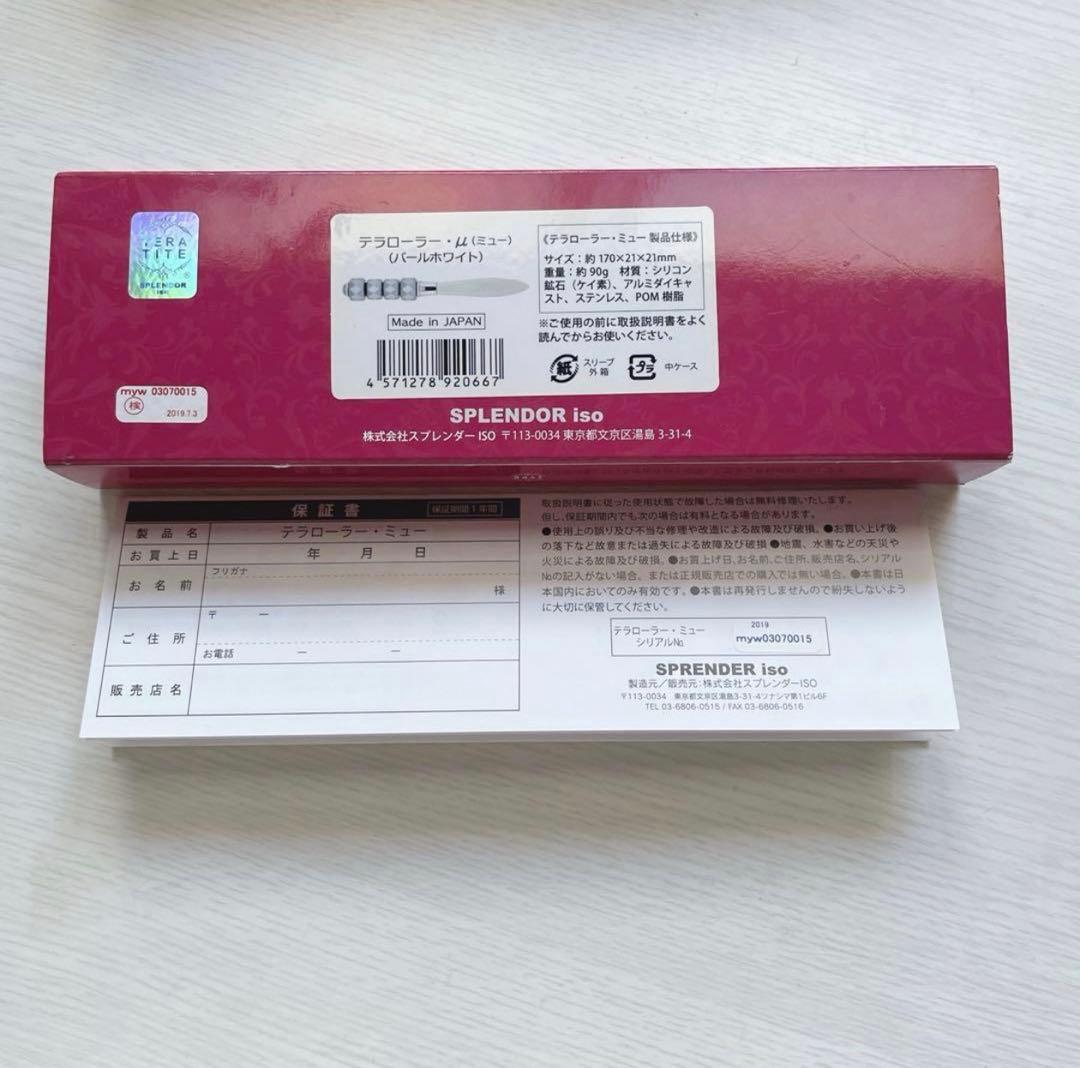 TERA
TITE
®
SPLENDOR
テラローラー・μ(ミュー)
(パールホワイト)
Made in JAPAN
4 571278 920667
《テラローラー・ミュー 製品仕様》
サイズ:約 170×21×21mm
重量:約 90g 材質:シリコン
鉱石(ケイ素)、アルミダイキャ
スト、ステンレス、POM 樹脂
※ご使用の前に取扱説明書をよく
読んでからお使いください。
紙 スリーブ
外箱
プラ 中ケース
myw 03070015
検
2019.7.3
SPLENDOR iso
株式会社スプレンダー ISO 〒113-0034 東京都文京区湯島 3-31-4
保証書 保証期間1年間
製品名 テラローラー・ミュー
お買上日 年 月 日
お名前 フリガナ
様
ご住所 〒 ー
お電話 ー ー
販売店名
取扱説明書に従った使用状態で故障した場合は無料修理いたします。
但し、保証期間内でも次の場合は有料となる場合があります。
●使用上の誤り及び不当な修理や改造による故障及び破損。●お買い上げ後
の落下など故意または過失による故障及び破損 ●地震、水害などの天災や
火災による故障及び破損。●お買上げ日、お名前、ご住所、販売店名、シリアル
No.の記入がない場合。または正規販売店での購入では無い場合。●本書は日
本国内においてのみ有効です。●本書は再発行しませんので紛失しないよう
に大切に保管してください。
テラローラー・ミュー
シリアルNo.
2019
myw03070015
SPRENDER iso
製造元/販売元:株式会社スプレンダーISO
〒113-0034 東京都文京区湯島3-31-4ツナシマ第1ビル6F
TEL 03-6806-0515 / FAX 03-6806-0516